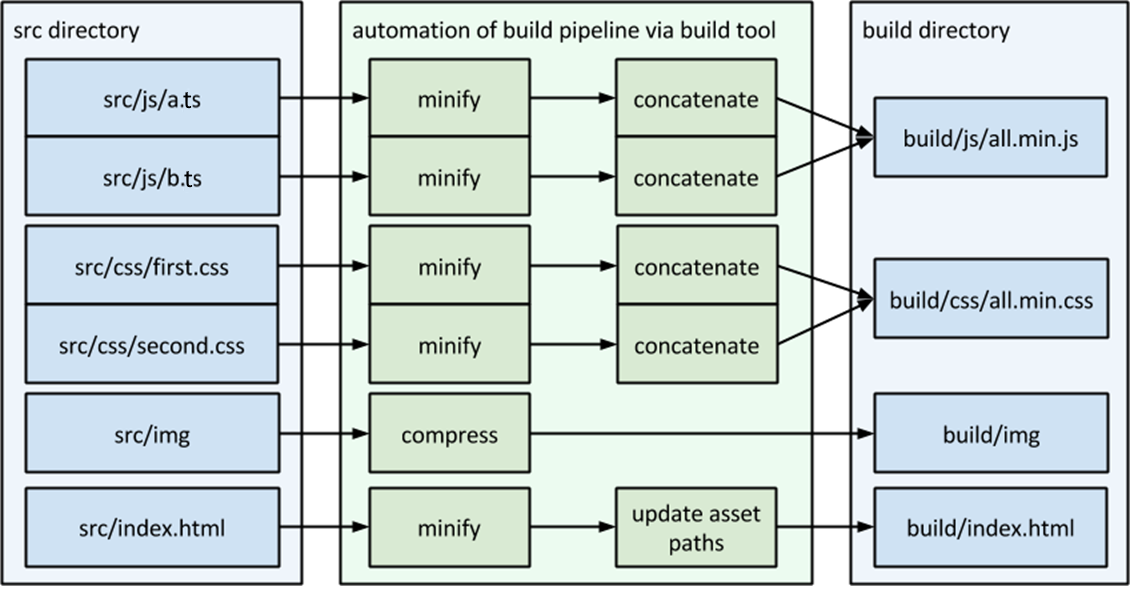 src directory
automation of build pipeline via build tool
build directory
src/js/a.ts
minify
concatenate
build/js/all.min.js
src/js/b.ts
minify
concatenate
src/css/first.css
minify
concatenate
build/css/all.min.css
src/css/second.css
minify
concatenate
src/img
compress
build/img
src/index.html
minify
update asset
paths
build/index.html